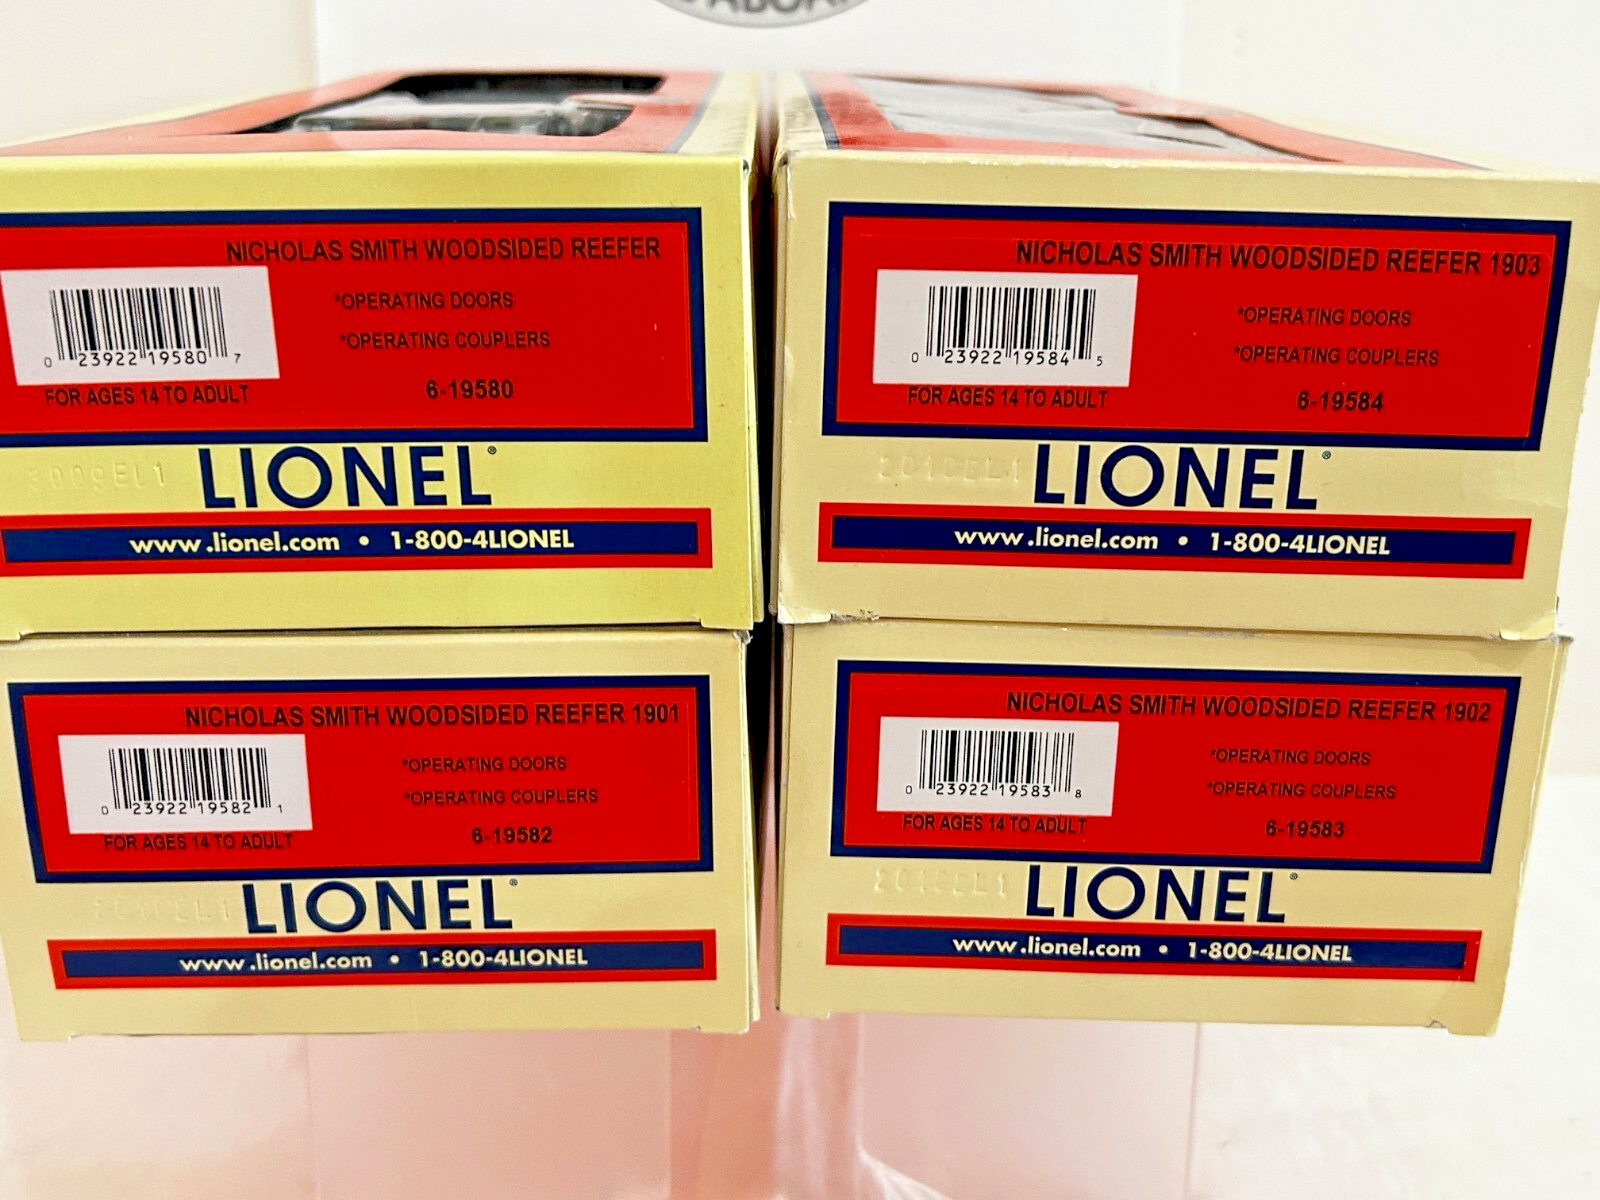 NICHOLAS SMITH WOODSIDED REEFER
*OPERATING DOORS
*OPERATING COUPLERS
0 23922 19580 7
FOR AGES 14 TO ADULT
6-19580
LIONEL®
www.lionel.com • 1-800-4LIONEL
NICHOLAS SMITH WOODSIDED REEFER 1903
*OPERATING DOORS
*OPERATING COUPLERS
0 23922 19584 5
FOR AGES 14 TO ADULT
6-19584
2010EL1
LIONEL®
www.lionel.com • 1-800-4LIONEL
NICHOLAS SMITH WOODSIDED REEFER 1901
*OPERATING DOORS
*OPERATING COUPLERS
0 23922 19582 1
FOR AGES 14 TO ADULT
6-19582
LIONEL®
www.lionel.com • 1-800-4LIONEL
NICHOLAS SMITH WOODSIDED REEFER 1902
*OPERATING DOORS
*OPERATING COUPLERS
0 23922 19583 8
FOR AGES 14 TO ADULT
6-19583
LIONEL®
www.lionel.com • 1-800-4LIONEL